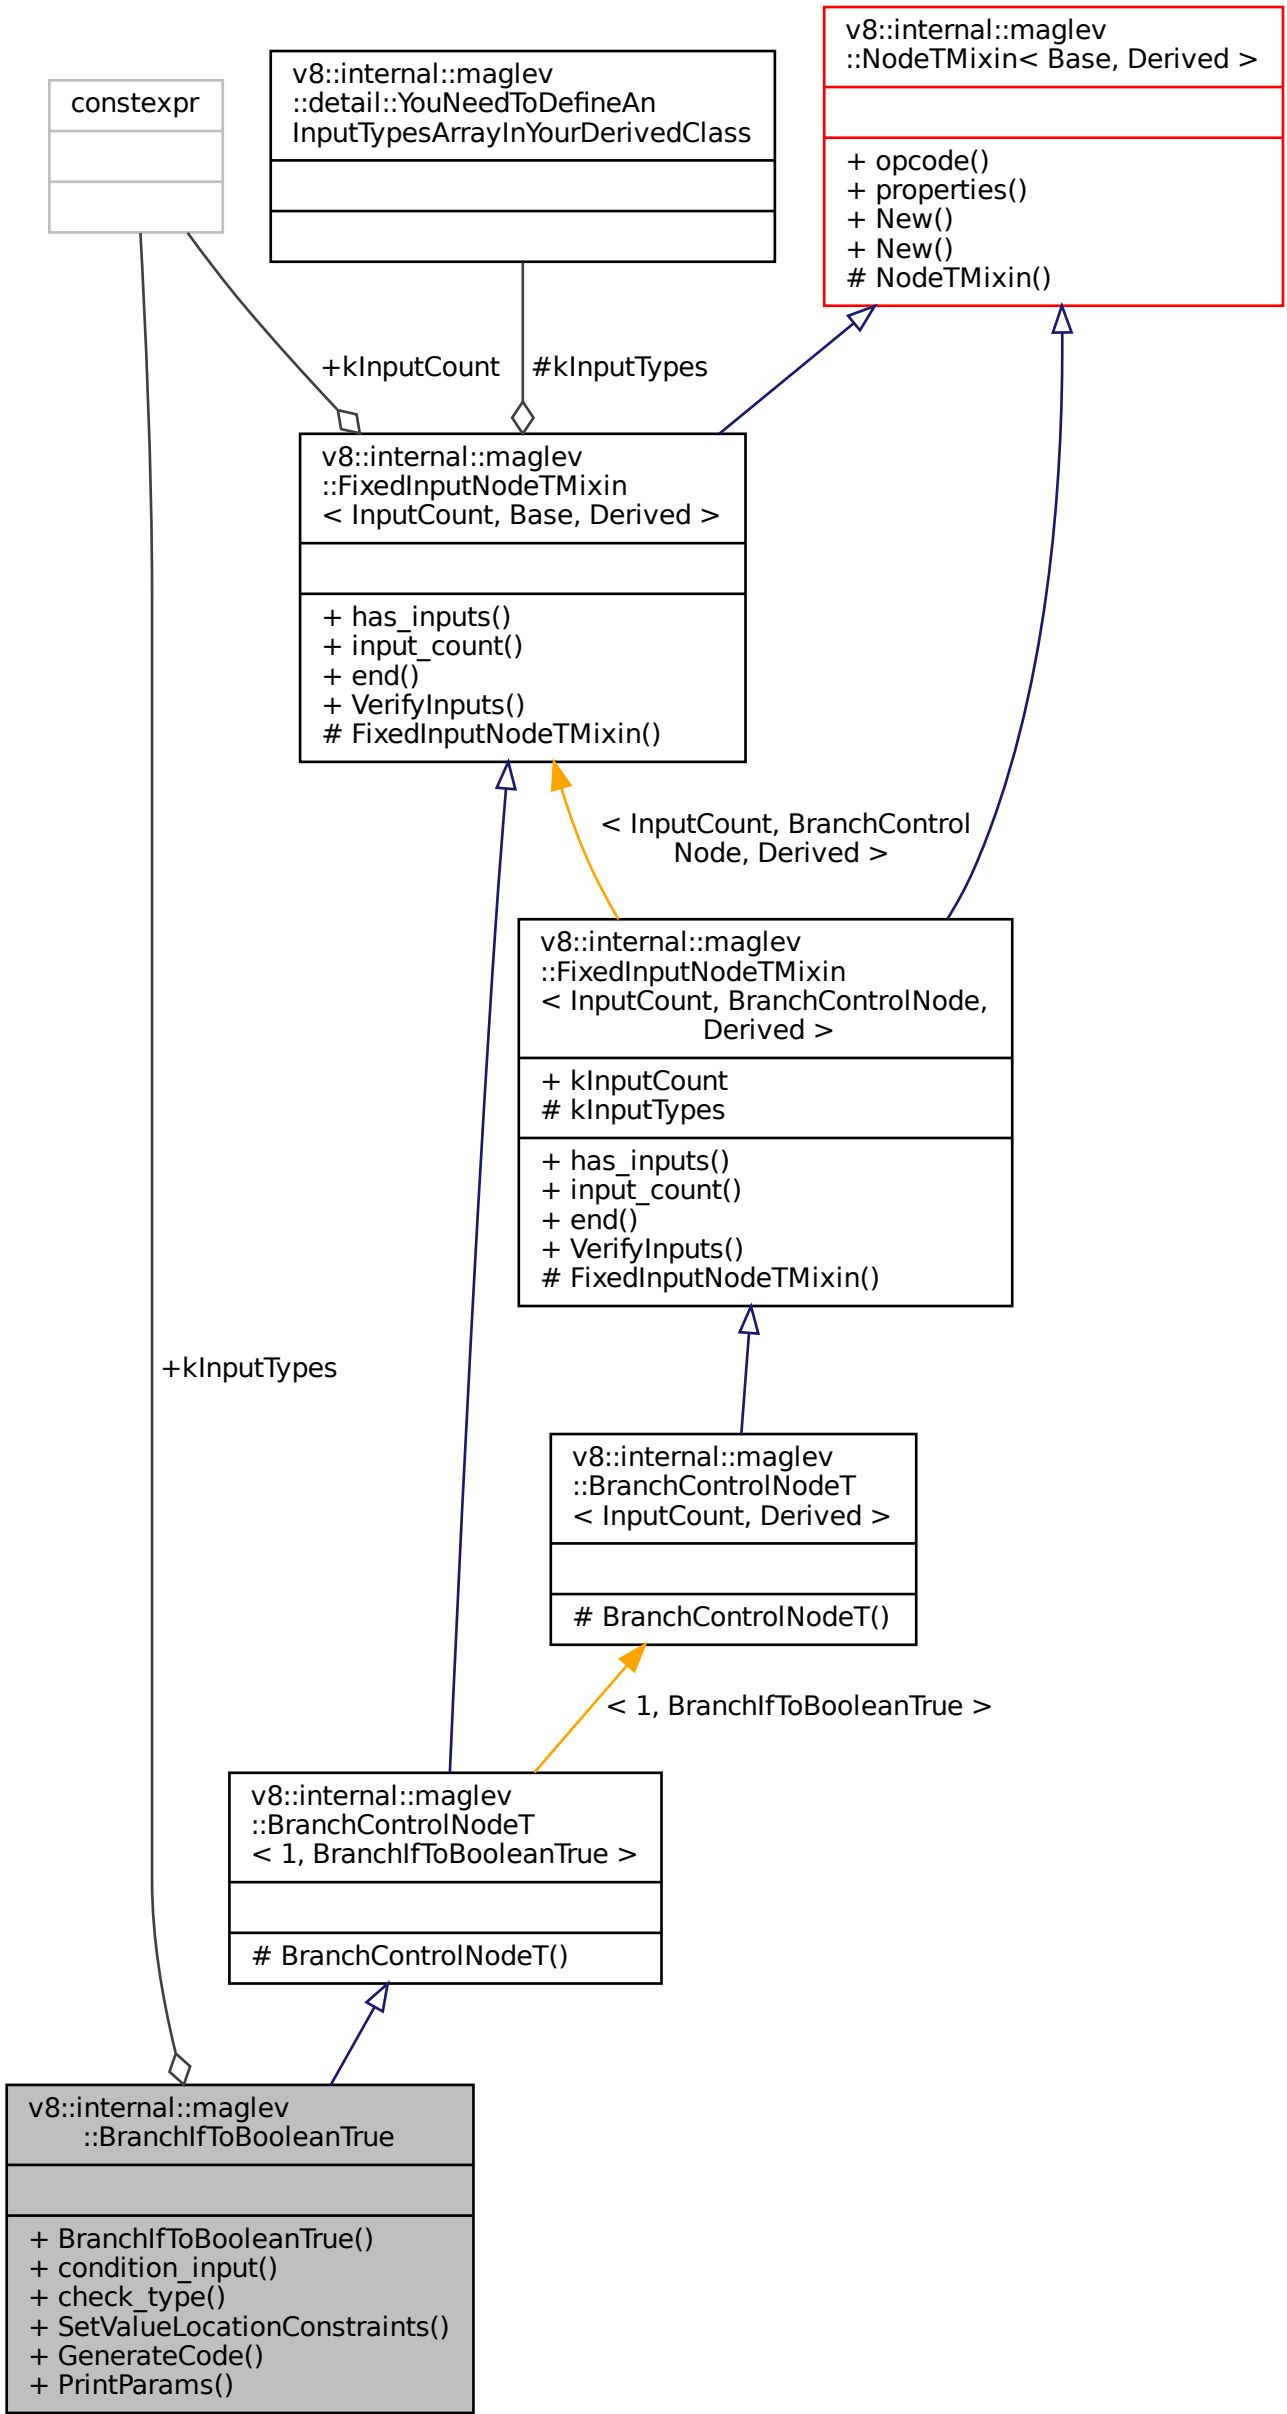 v8::internal::maglev
::NodeTMixin< Base, Derived >
+ opcode()
+ properties()
+ New()
+ New()
# NodeTMixin()
v8::internal::maglev
::detail::YouNeedToDefineAn
InputTypesArrayInYourDerivedClass
constexpr
+kInputCount
#kInputTypes
v8::internal::maglev
::FixedInputNodeTMixin
< InputCount, Base, Derived >
+ has_inputs()
+ input_count()
+ end()
+ VerifyInputs()
# FixedInputNodeTMixin()
< InputCount, BranchControl
Node, Derived >
v8::internal::maglev
::FixedInputNodeTMixin
< InputCount, BranchControlNode,
Derived >
+ kInputCount
# kInputTypes
+ has_inputs()
+ input_count()
+ end()
+ VerifyInputs()
# FixedInputNodeTMixin()
+kInputTypes
v8::internal::maglev
::BranchControlNodeT
< InputCount, Derived >
# BranchControlNodeT()
< 1, BranchIfToBooleanTrue >
v8::internal::maglev
::BranchControlNodeT
< 1, BranchIfToBooleanTrue >
# BranchControlNodeT()
v8::internal::maglev
::BranchIfToBooleanTrue
+ BranchIfToBooleanTrue()
+ condition_input()
+ check_type()
+ SetValueLocationConstraints()
+ GenerateCode()
+ PrintParams()